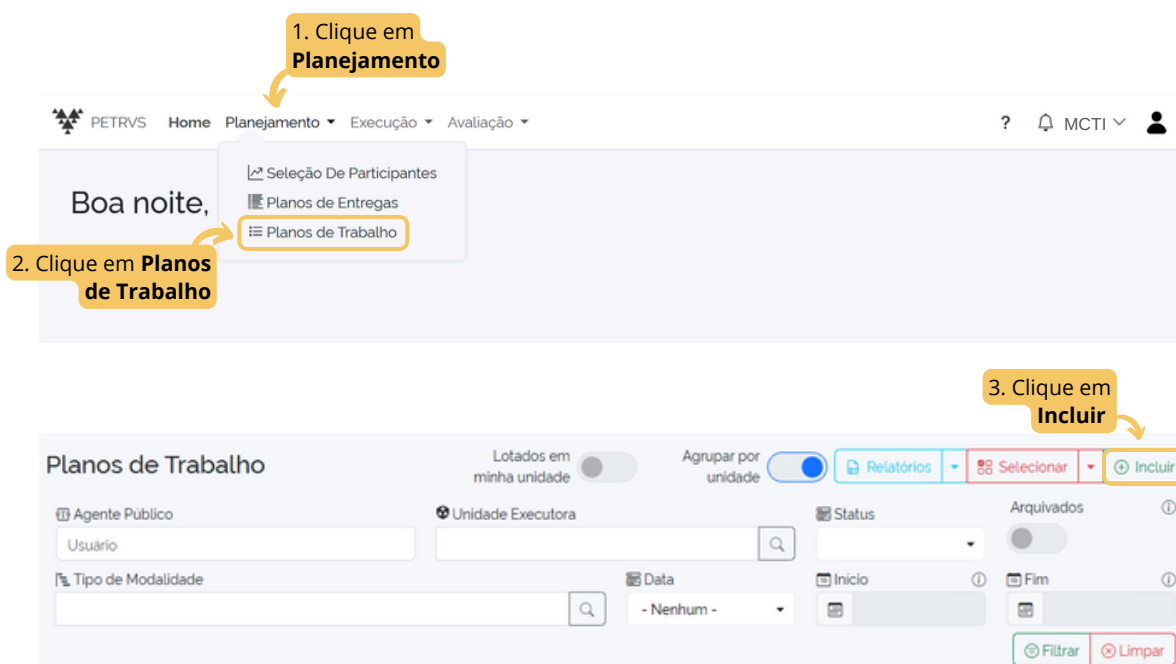 1. Clique em
Planejamento
PETRVS Home Planejamento Execução Avaliação ? MCTI
Seleção De Participantes
Boa noite,
Planos de Entregas
Planos de Trabalho
2. Clique em Planos
de Trabalho
3. Clique em
Incluir
Planos de Trabalho
Lotados em
minha unidade
Agrupar por
unidade
Relatórios
Selecionar
Incluir
Agente Público
Unidade Executora
Status
Arquivados
Usuário
Tipo de Modalidade
Data
Início
Fim
- Nenhum -
Filtrar
Limpar